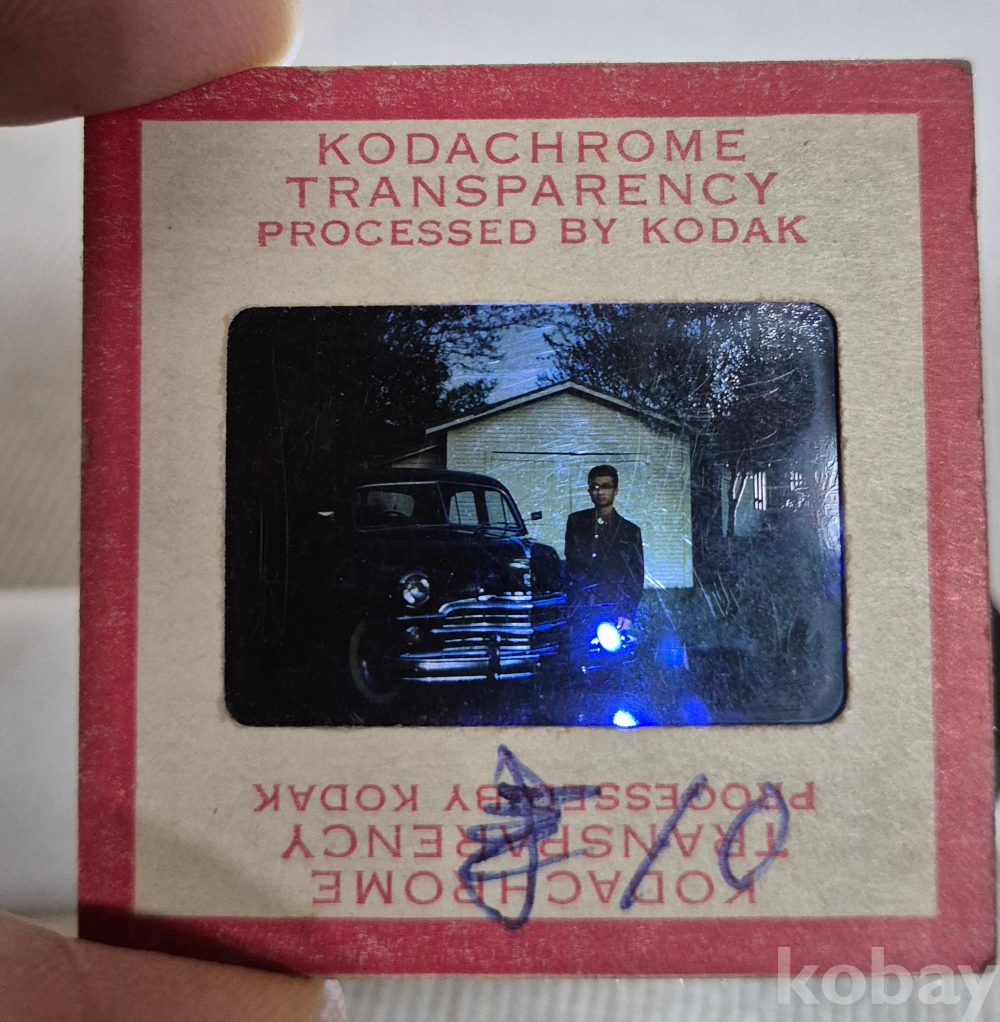 KODACHROME
TRANSPARENCY
PROCESSED BY KODAK
PROCESSED BY KODAK
TRANSPARENCY
KODACHROME
10
kobay